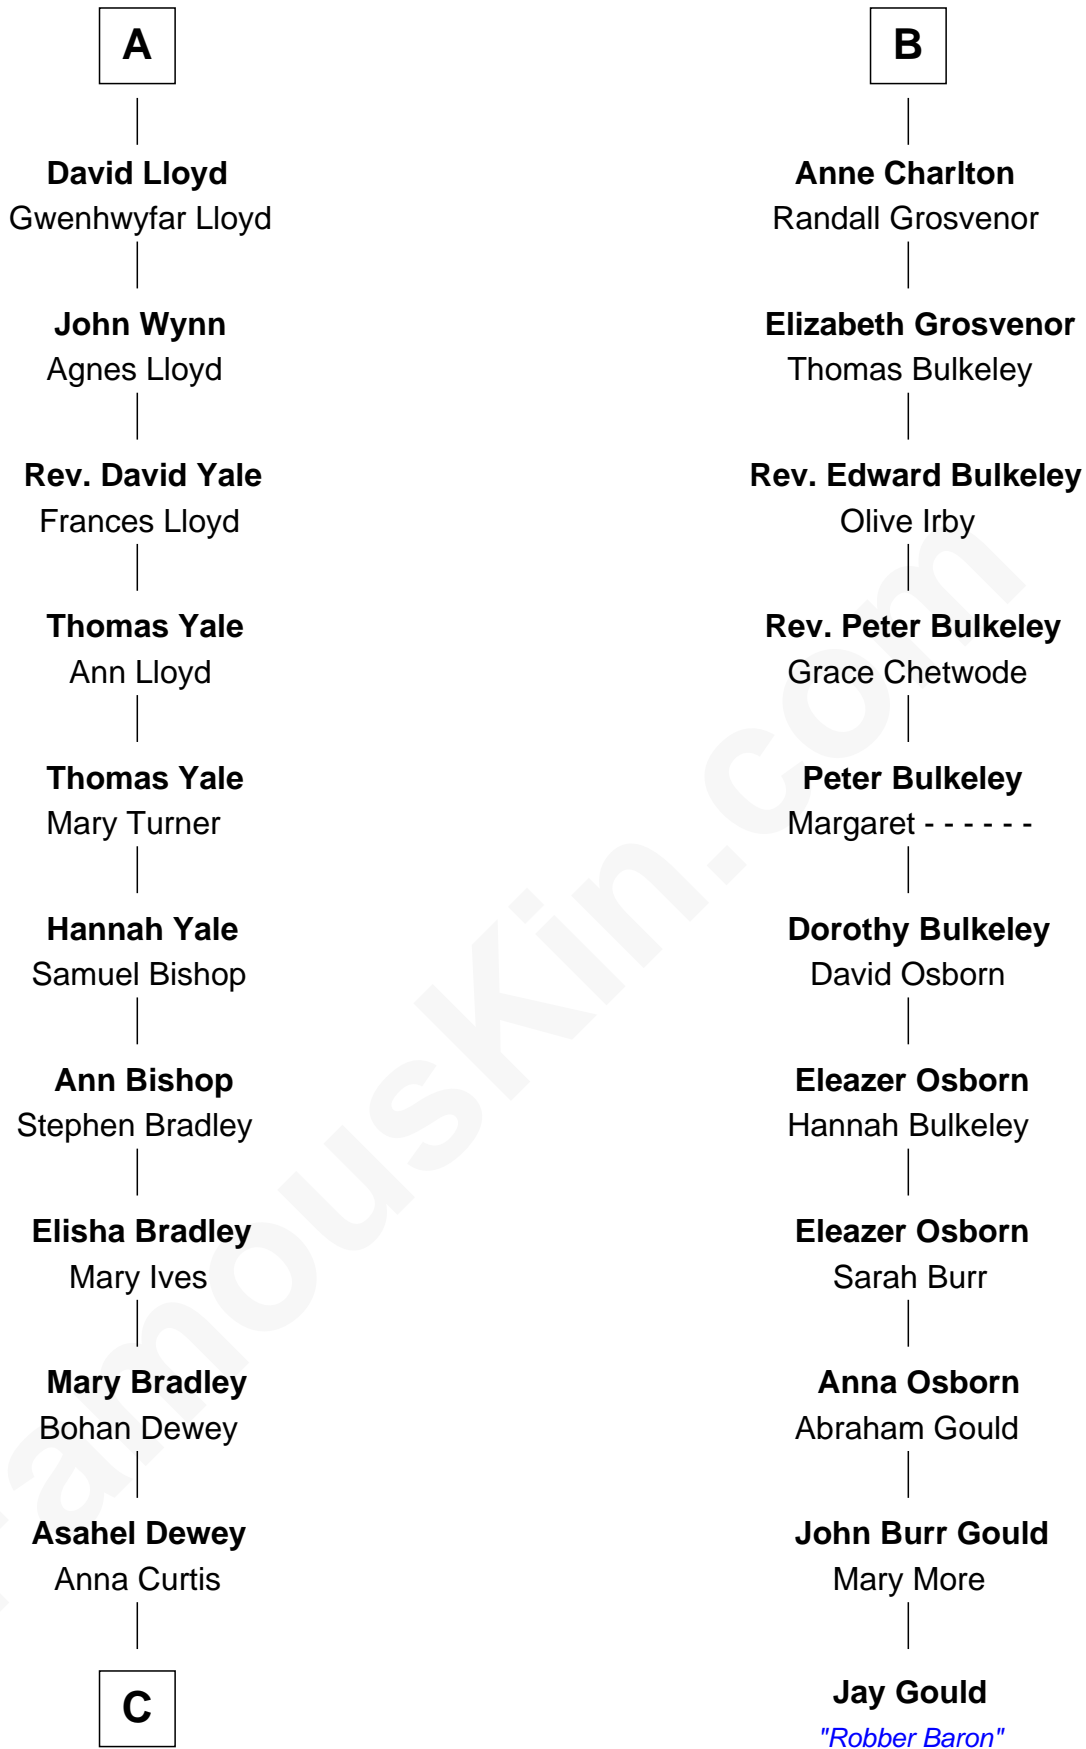 A
David Lloyd
Gwenhwyfar Lloyd
John Wynn
Agnes Lloyd
Rev. David Yale
Frances Lloyd
Thomas Yale
Ann Lloyd
Thomas Yale
Mary Turner
Hannah Yale
Samuel Bishop
Ann Bishop
Stephen Bradley
Elisha Bradley
Mary Ives
Mary Bradley
Bohan Dewey
Asahel Dewey
Anna Curtis
C
B
Anne Charlton
Randall Grosvenor
Elizabeth Grosvenor
Thomas Bulkeley
Rev. Edward Bulkeley
Olive Irby
Rev. Peter Bulkeley
Grace Chetwode
Peter Bulkeley
Margaret - - - - - -
Dorothy Bulkeley
David Osborn
Eleazer Osborn
Hannah Bulkeley
Eleazer Osborn
Sarah Burr
Anna Osborn
Abraham Gould
John Burr Gould
Mary More
Jay Gould
"Robber Baron"
FamousKin.com